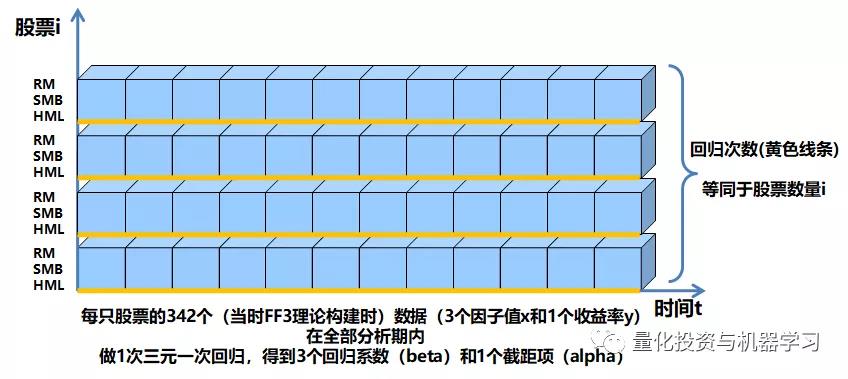 股票i
RM
SMB
HML
RM
SMB
HML
RM
SMB
HML
RM
SMB
HML
回归次数(黄色线条)
等同于股票数量i
时间t
每只股票的342个（当时FF3理论构建时）数据（3个因子值x和1个收益率y）
在全部分析期内
做1次三元一次回归，得到3个回归系数（beta）和1个截距项（alpha）
量化投资与机器学习